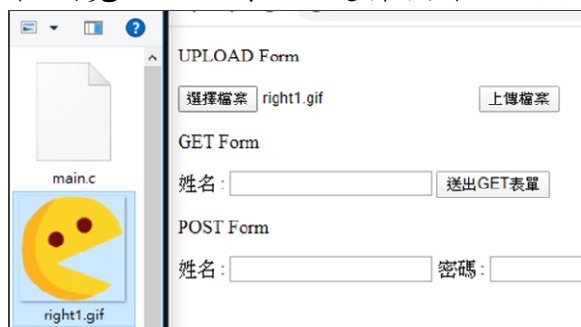 UPLOAD Form
選擇檔案 right1.gif 上傳檔案
GET Form
姓名 : 送出GET表單
POST Form
姓名 : 密碼 :
main.c
right1.gif